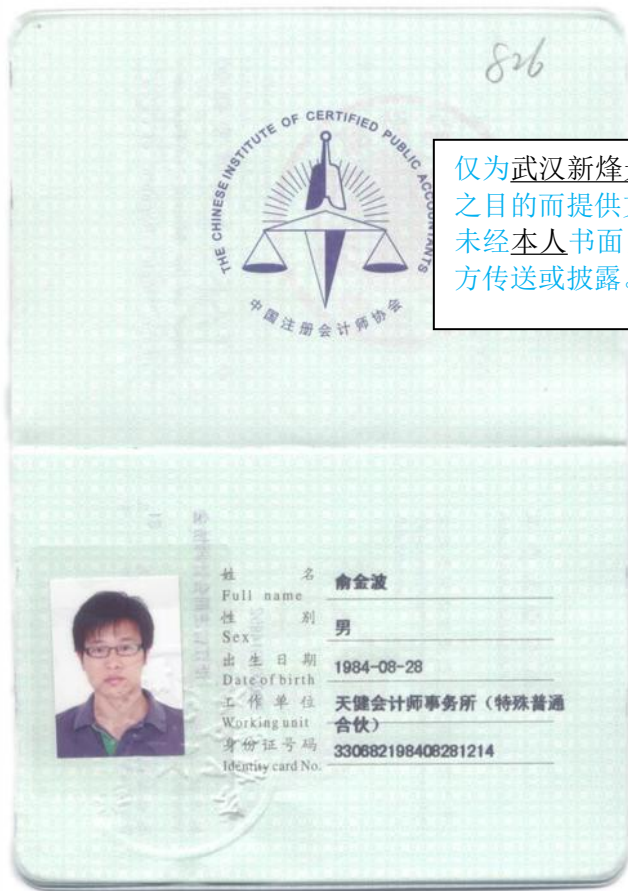 826
THE CHINESE INSTITUTE OF CERTIFIED PUBLIC ACCOUNTANTS
中国注册会计师协会
仅为武汉新烽
之目的而提供
未经本人书面
方传送或披露
姓 名
Full name
俞金波
性 别
Sex
男
出生日期
Date of birth
1984-08-28
工作单位
Working unit
天健会计师事务所（特殊普通
合伙）
身份证号码
Identity card No.
330682198408281214